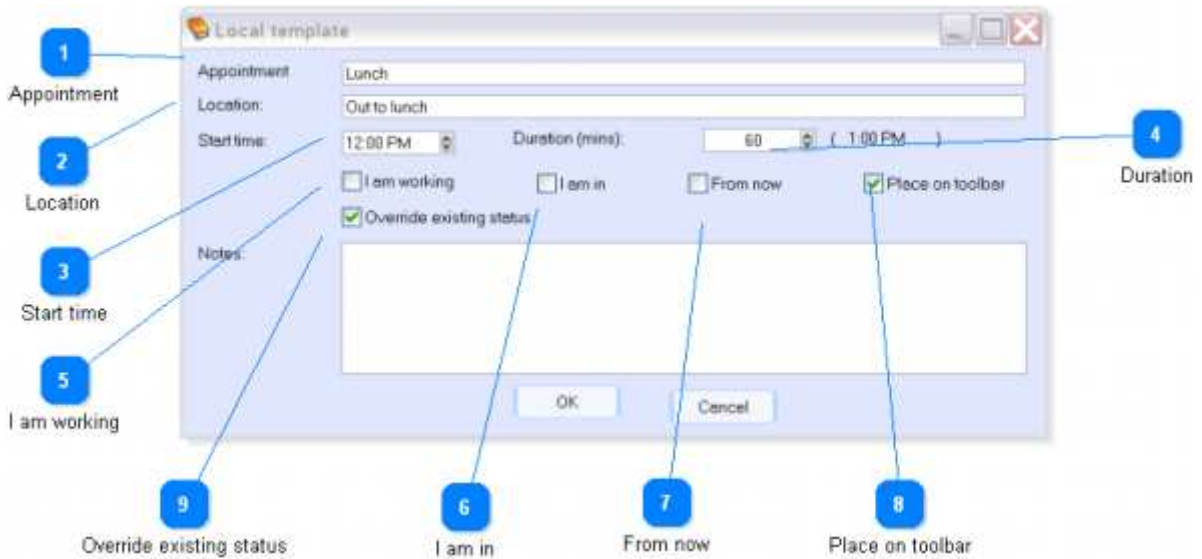 Local template
1
Appointment
Appointment
Lunch
Location:
Out to lunch
2
Location
Start time:
12:00 PM
Duration (mins):
60
( 1:00 PM )
4
Duration
I am working
I am in
From now
Place on toolbar
Override existing status
3
Start time
Notes:
5
I am working
OK
Cancel
9
Override existing status
6
I am in
7
From now
8
Place on toolbar